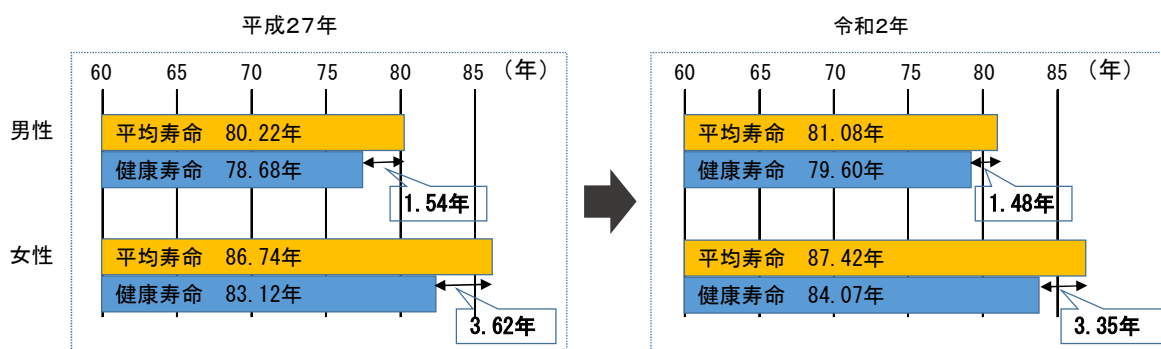 平成27年
60 65 70 75 80 85 (年)
男性
平均寿命 80.22年
健康寿命 78.68年
1.54年
女性
平均寿命 86.74年
健康寿命 83.12年
3.62年
令和2年
60 65 70 75 80 85 (年)
平均寿命 81.08年
健康寿命 79.60年
1.48年
平均寿命 87.42年
健康寿命 84.07年
3.35年